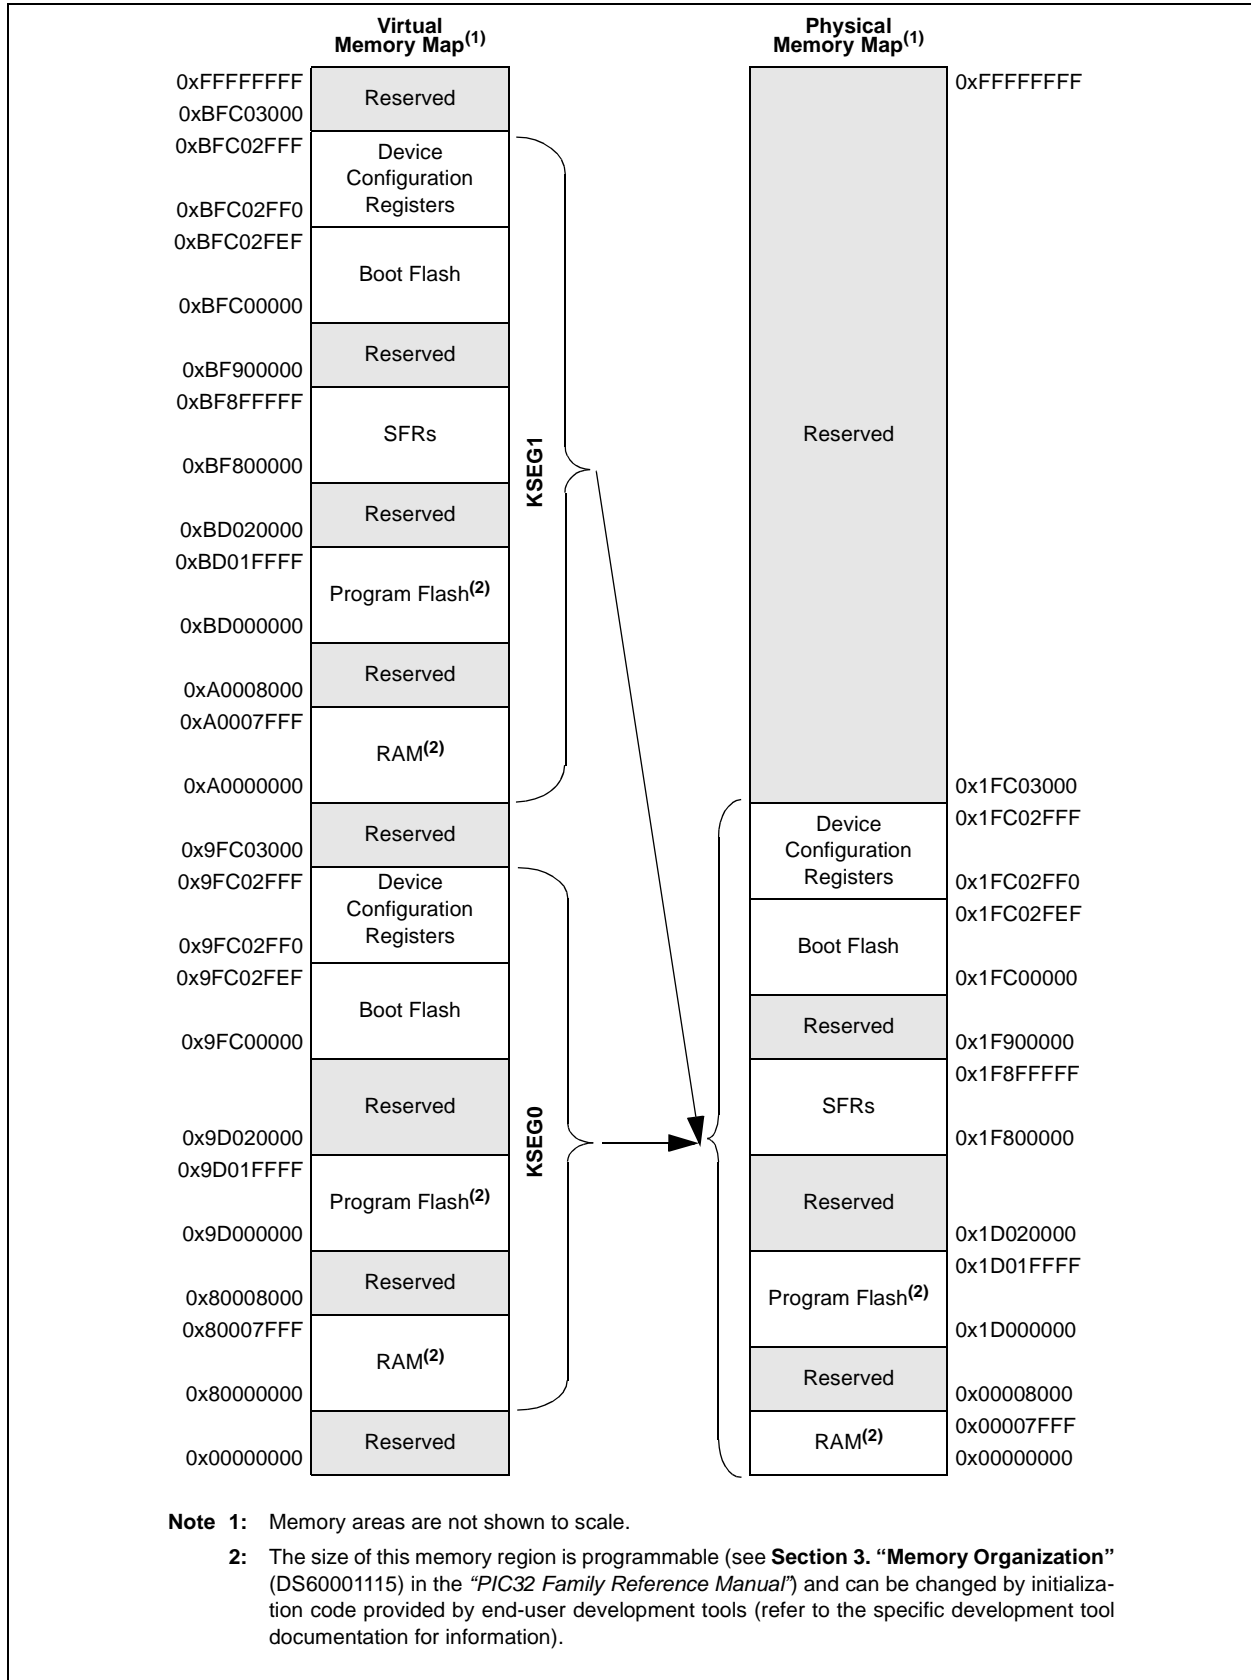 Virtual
Memory Map(1)
Physical
Memory Map(1)
0xFFFFFFFF
Reserved
0xBFC03000
0xBFC02FFF
Device
Configuration
Registers
0xBFC02FF0
0xBFC02FEF
Boot Flash
0xBFC00000
Reserved
0xBF900000
0xBF8FFFFF
SFRs
0xBF800000
Reserved
0xBD020000
0xBD01FFFF
Program Flash(2)
0xBD000000
Reserved
0xA0008000
0xA0007FFF
RAM(2)
0xA0000000
Reserved
0x9FC03000
0x9FC02FFF
Device
Configuration
Registers
0x9FC02FF0
0x9FC02FEF
Boot Flash
0x9FC00000
Reserved
0x9D020000
0x9D01FFFF
Program Flash(2)
0x9D000000
Reserved
0x80008000
0x80007FFF
RAM(2)
0x80000000
Reserved
0x00000000
KSEG1
KSEG0
0xFFFFFFFF
Reserved
0x1FC03000
0x1FC02FFF
Device
Configuration
Registers
0x1FC02FF0
0x1FC02FEF
Boot Flash
0x1FC00000
Reserved
0x1F900000
0x1F8FFFFF
SFRs
0x1F800000
Reserved
0x1D020000
0x1D01FFFF
Program Flash(2)
0x1D000000
Reserved
0x00008000
0x00007FFF
RAM(2)
0x00000000
Note 1: Memory areas are not shown to scale.
2: The size of this memory region is programmable (see Section 3. “Memory Organization”
(DS60001115) in the “PIC32 Family Reference Manual”) and can be changed by initializa-
tion code provided by end-user development tools (refer to the specific development tool
documentation for information).